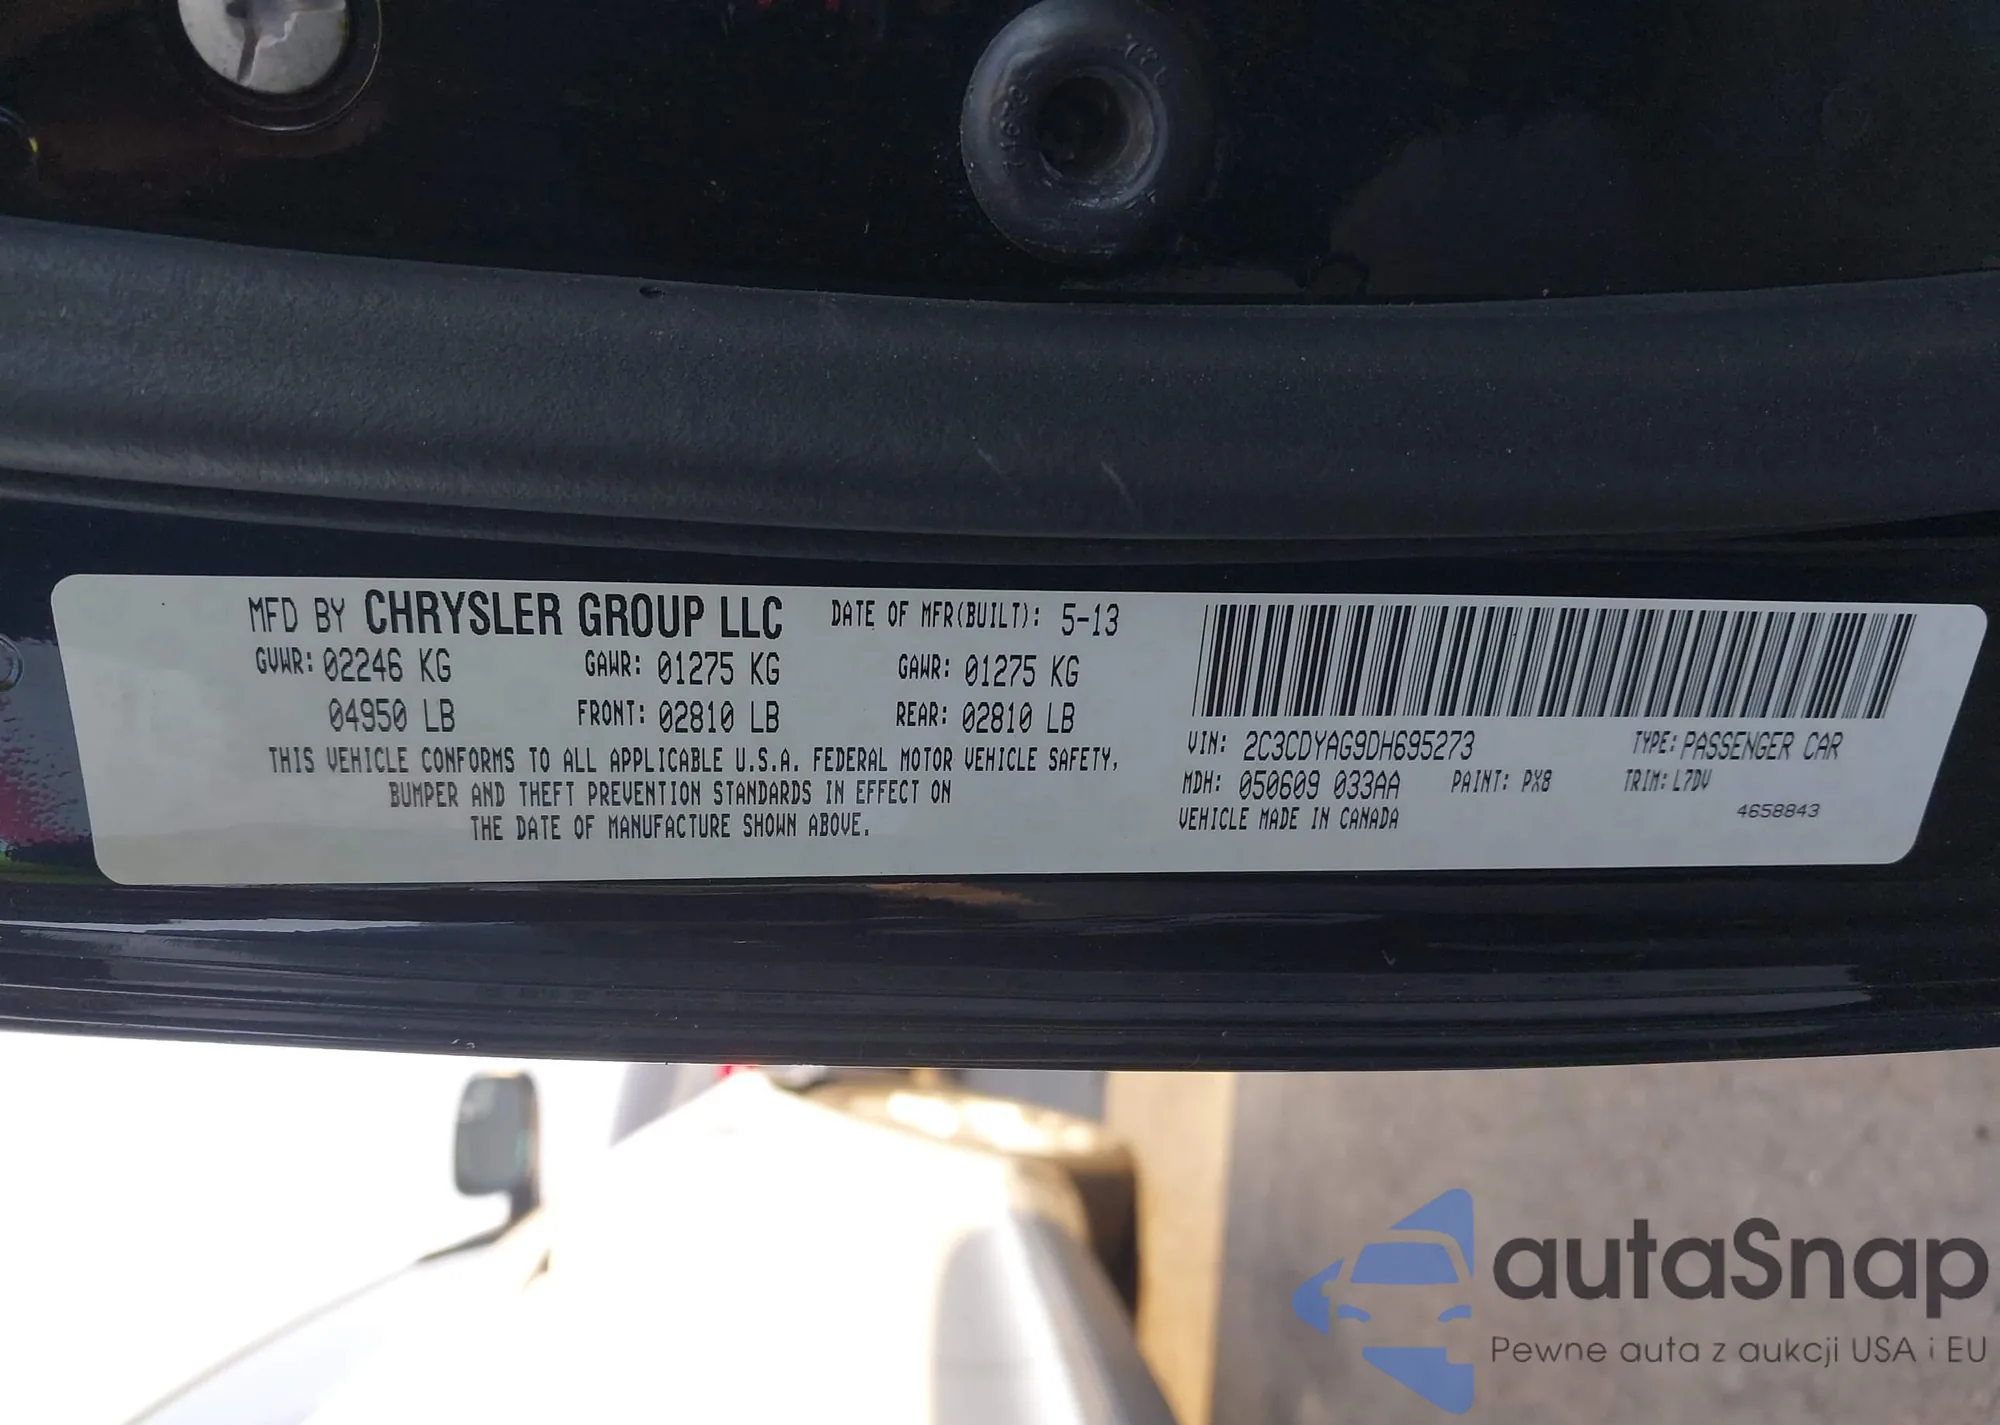 MFD BY CHRYSLER GROUP LLC DATE OF MFR(BUILT): 5-13
GVWR: 02246 KG GAWR: 01275 KG GAWR: 01275 KG
04950 LB FRONT: 02810 LB REAR: 02810 LB
THIS VEHICLE CONFORMS TO ALL APPLICABLE U.S.A. FEDERAL MOTOR VEHICLE SAFETY,
BUMPER AND THEFT PREVENTION STANDARDS IN EFFECT ON
THE DATE OF MANUFACTURE SHOWN ABOVE.
VIN: 2C3CDYAG9DH695273 TYPE: PASSENGER CAR
MDH: 050609 033AA PAINT: PX8 TRIM: L7DV
VEHICLE MADE IN CANADA 4658843
autaSnap
Pewne auta z aukcji USA i EU